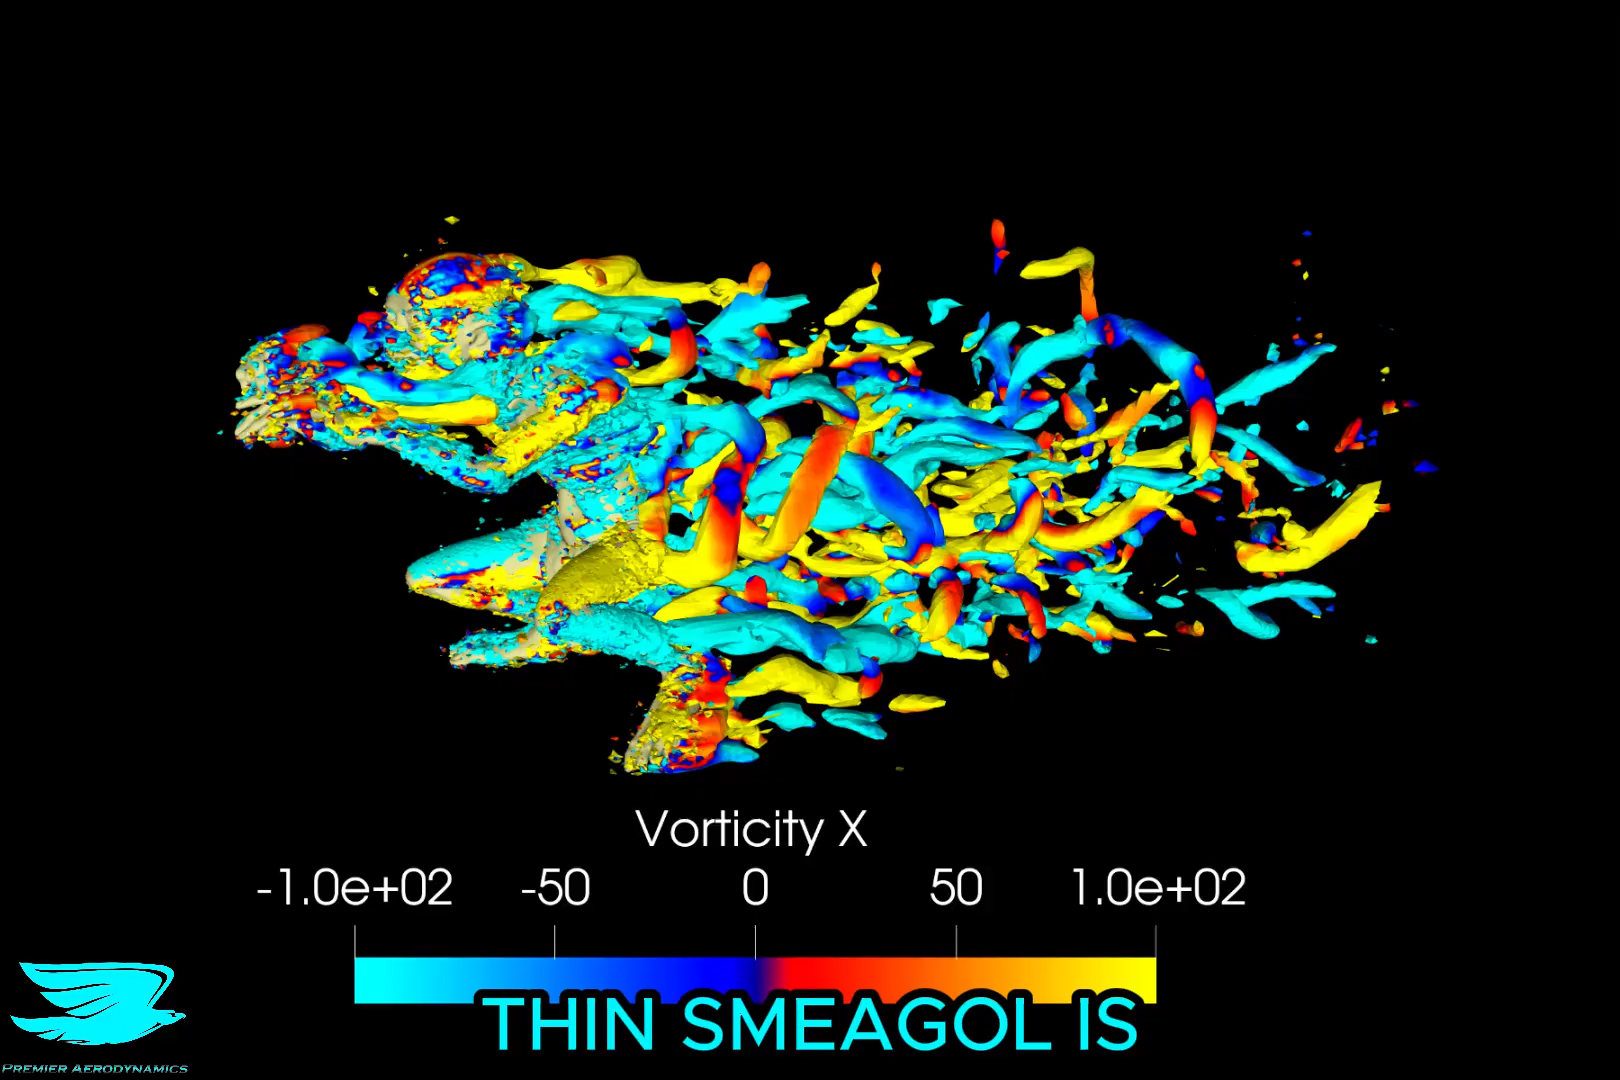 Vorticity X
-1.0e+02 -50 0 50 1.0e+02
THIN SMEAGOL IS
PREMIER AERODYNAMICS